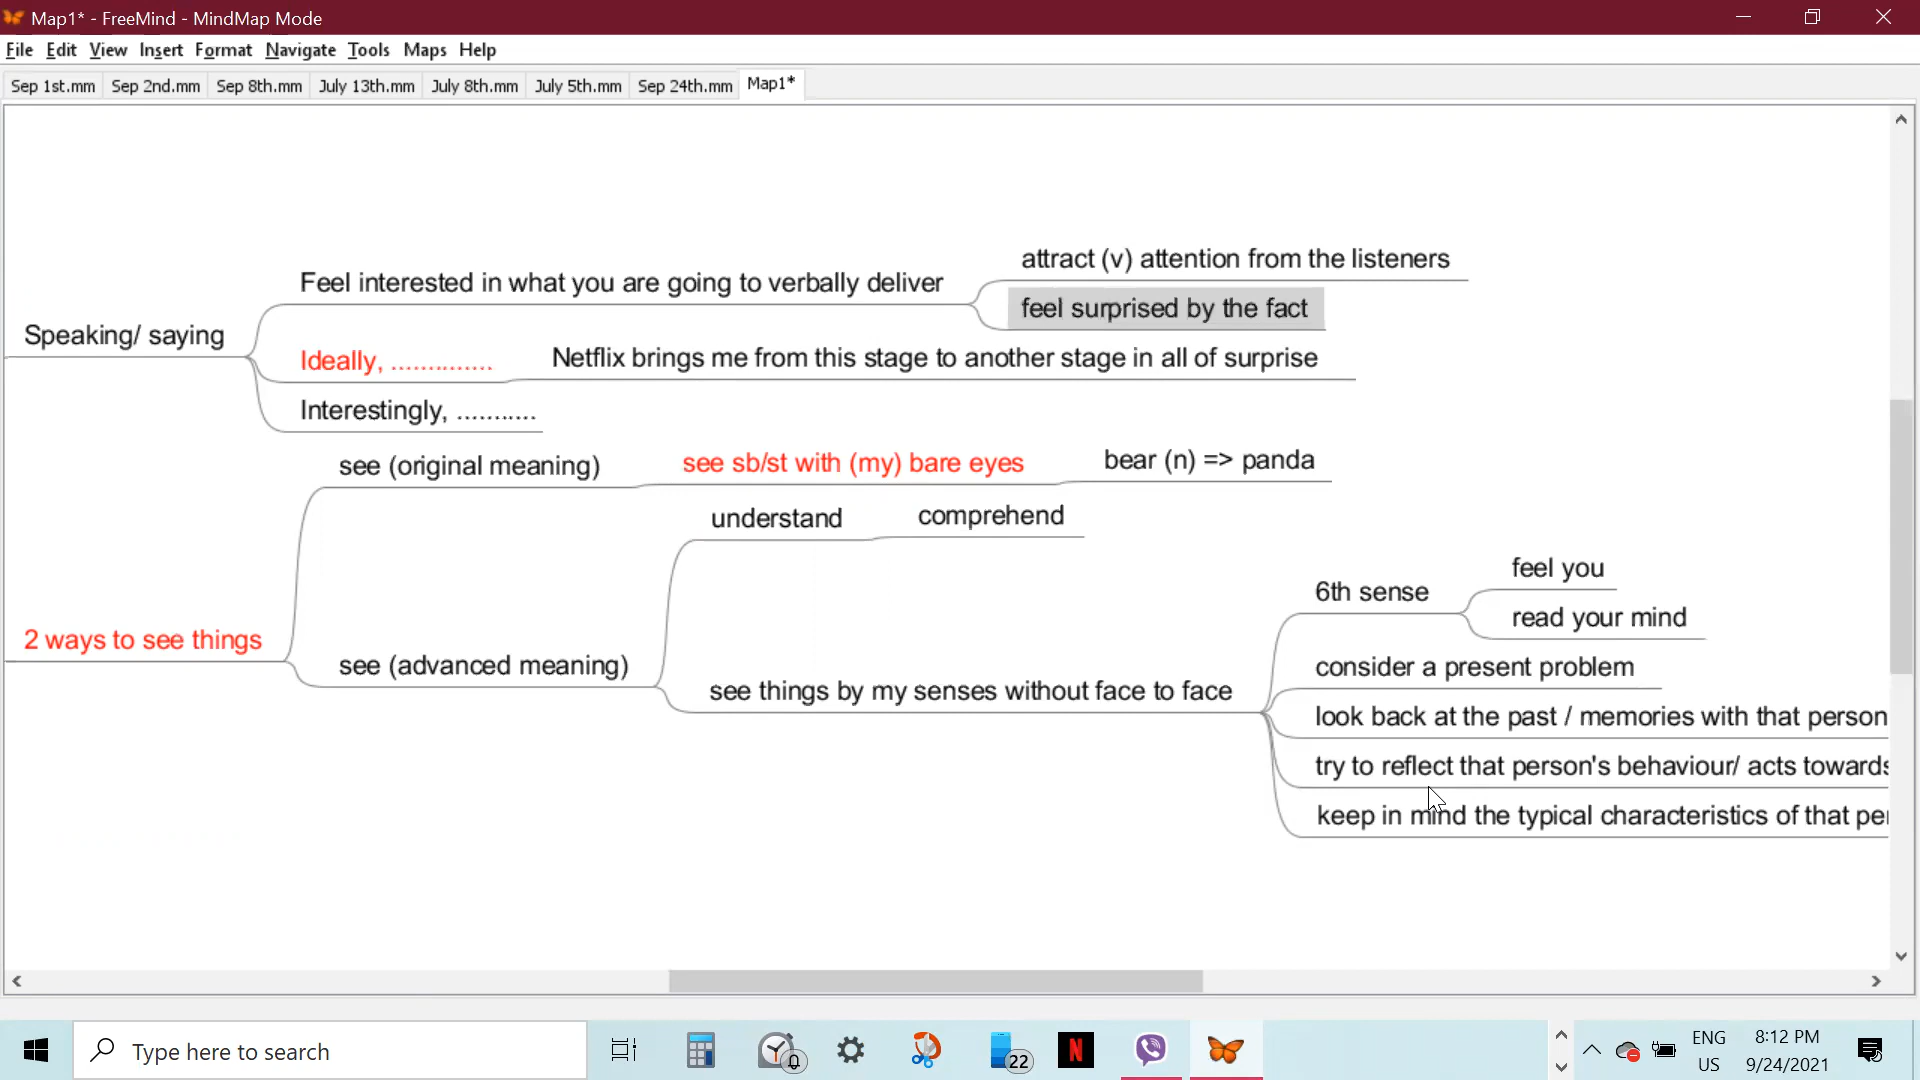 Map1* - FreeMind - MindMap Mode
File Edit View Insert Format Navigate Tools Maps Help
Sep 1st.mm Sep 2nd.mm Sep 8th.mm July 13th.mm July 8th.mm July 5th.mm Sep 24th.mm Map1*
Speaking/ saying
Feel interested in what you are going to verbally deliver
attract (v) attention from the listeners
feel surprised by the fact
Ideally, ..............
Netflix brings me from this stage to another stage in all of surprise
Interestingly, ...........
2 ways to see things
see (original meaning)
see sb/st with (my) bare eyes
bear (n) => panda
see (advanced meaning)
understand
comprehend
see things by my senses without face to face
6th sense
feel you
read your mind
consider a present problem
look back at the past / memories with that person
try to reflect that person's behaviour/ acts towards
keep in mind the typical characteristics of that
Type here to search
22
N
ENG
US
8:12 PM
9/24/2021